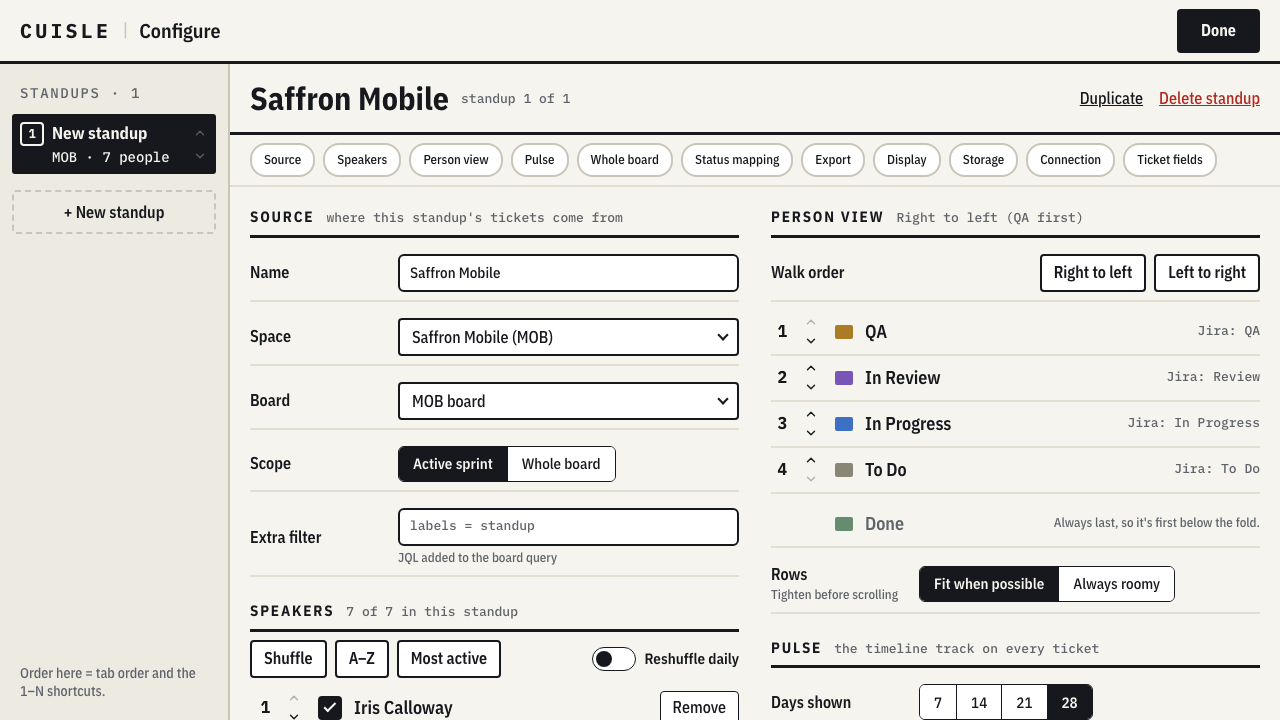 CUISLE | Configure
Done
STANDUPS · 1
1 New standup
MOB · 7 people
+ New standup
Order here = tab order and the
1–N shortcuts.
Saffron Mobile standup 1 of 1
Duplicate Delete standup
Source Speakers Person view Pulse Whole board Status mapping Export Display Storage Connection Ticket fields
SOURCE where this standup's tickets come from
Name Saffron Mobile
Space Saffron Mobile (MOB)
Board MOB board
Scope Active sprint Whole board
Extra filter labels = standup
JQL added to the board query
SPEAKERS 7 of 7 in this standup
Shuffle A–Z Most active Reshuffle daily
1 Iris Calloway Remove
PERSON VIEW Right to left (QA first)
Walk order Right to left Left to right
1 QA Jira: QA
2 In Review Jira: Review
3 In Progress Jira: In Progress
4 To Do Jira: To Do
Done Always last, so it's first below the fold.
Rows
Tighten before scrolling
Fit when possible Always roomy
PULSE the timeline track on every ticket
Days shown 7 14 21 28